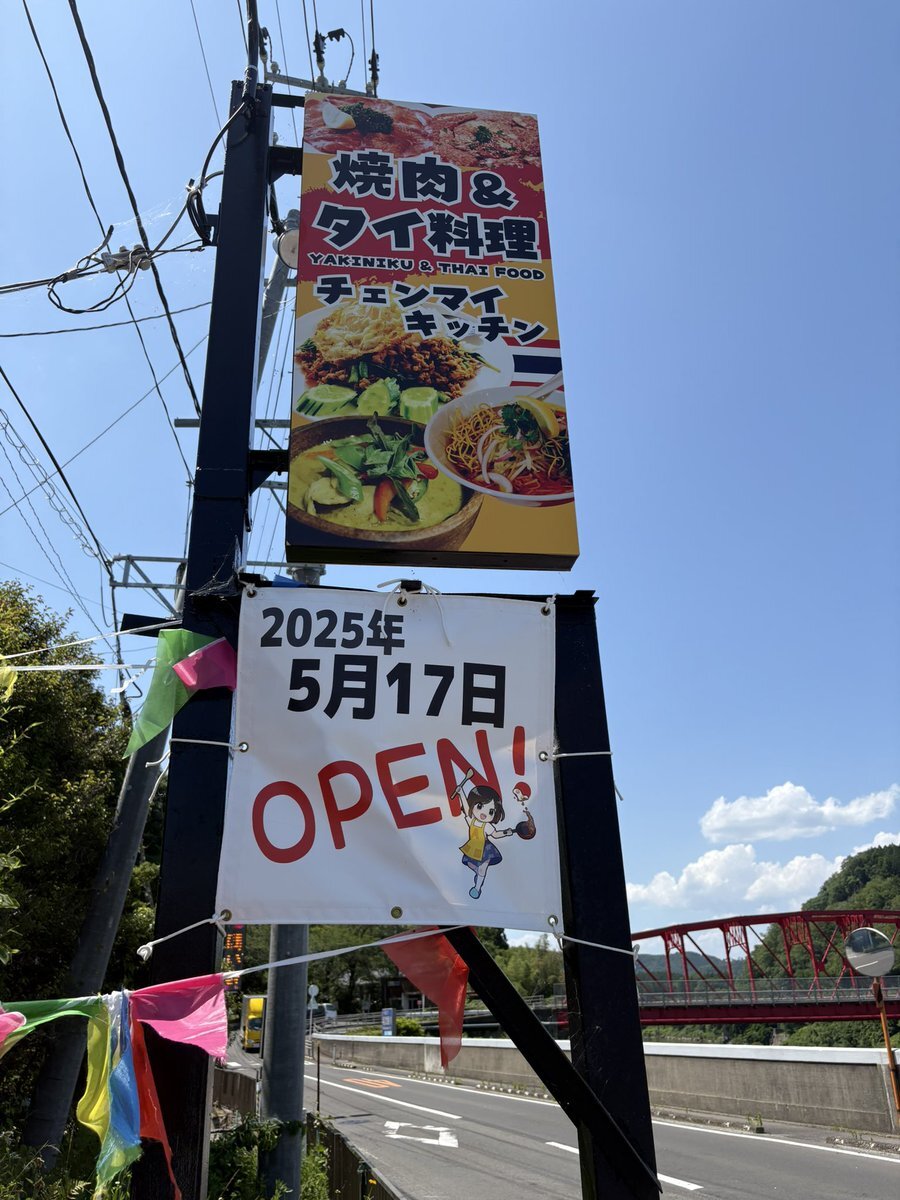 焼肉&
タイ料理
YAKINIKU & THAI FOOD
チェンマイ
キッチン
2025年
5月17日
OPEN!